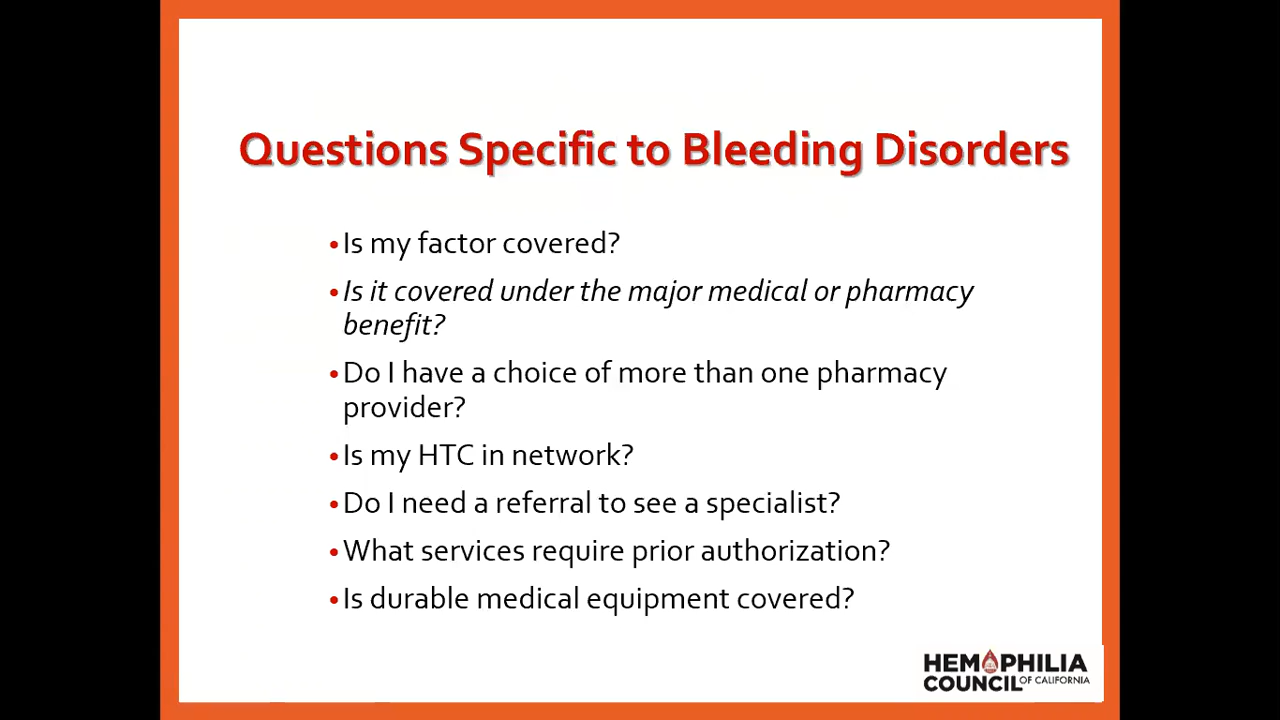 Questions Specific to Bleeding Disorders
•Is my factor covered?
•Is it covered under the major medical or pharmacy
benefit?
•Do I have a choice of more than one pharmacy
provider?
•Is my HTC in network?
•Do I need a referral to see a specialist?
•What services require prior authorization?
•Is durable medical equipment covered?
HEMOPHILIA
COUNCIL OF CALIFORNIA